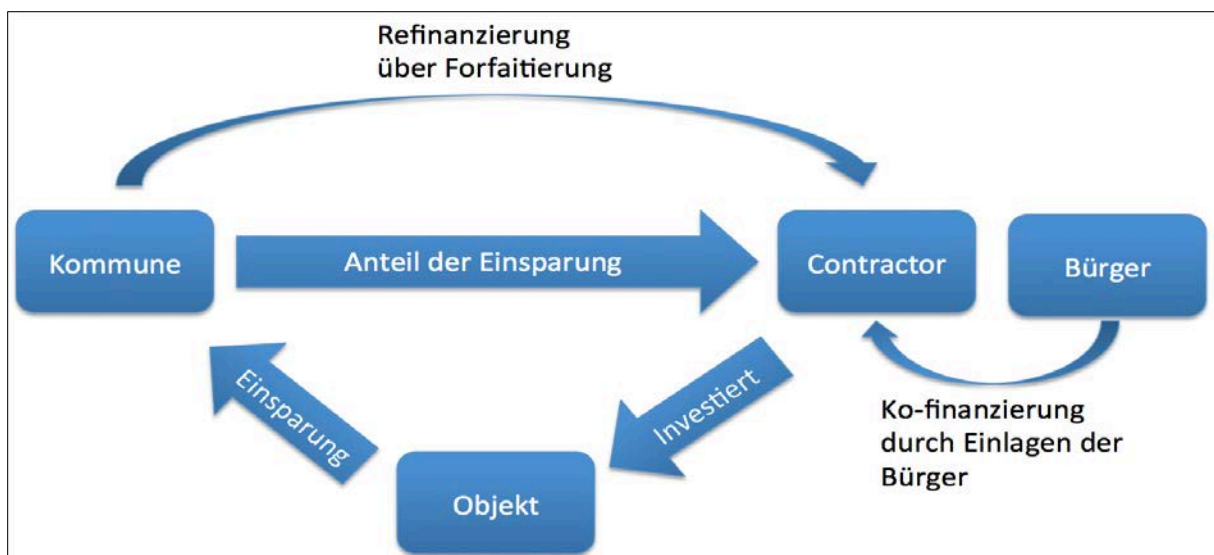 Refinanzierung
über Forfaitierung
Kommune
Anteil der Einsparung
Contractor
Bürger
Einsparung
Investiert
Ko-finanzierung
durch Einlagen der
Bürger
Objekt